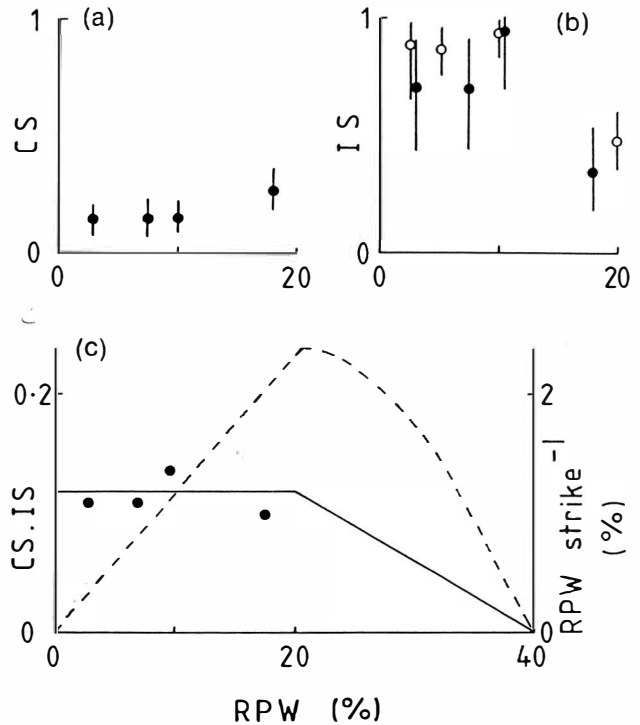 1 (a)
CS
0
0 20
1 (b)
IS
0
0 20
(c)
0·2
CS.IS
0
0 20 40
2
0
RPW strike⁻¹
(%)
RPW (%)